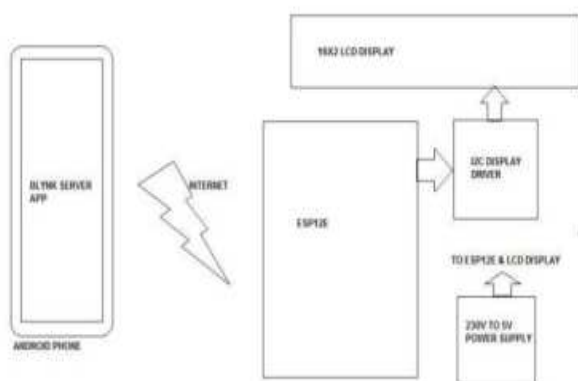 16X2 LCD DISPLAY
BLYNK SERVER
APP
INTERNET
ESP12E
I2C DISPLAY
DRIVER
TO ESP12E & LCD DISPLAY
230V TO 5V
POWER SUPPLY
ANDROID PHONE